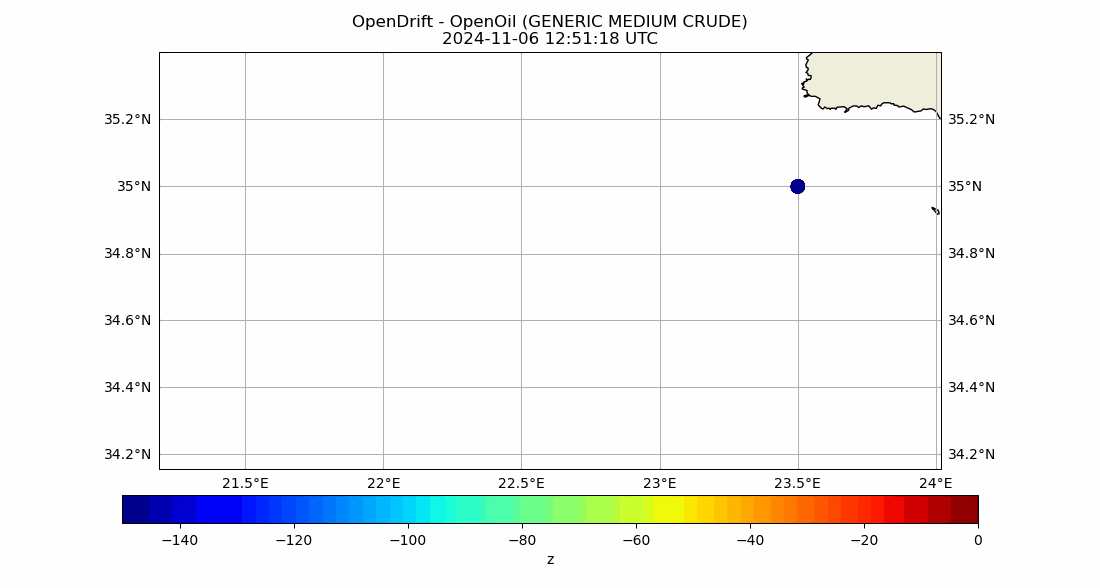 OpenDrift - OpenOil (GENERIC MEDIUM CRUDE)
2024-11-06 12:51:18 UTC
35.2°N 35.2°N
35°N 35°N
34.8°N 34.8°N
34.6°N 34.6°N
34.4°N 34.4°N
34.2°N 34.2°N
21.5°E 22°E 22.5°E 23°E 23.5°E 24°E
−140 −120 −100 −80 −60 −40 −20 0
z